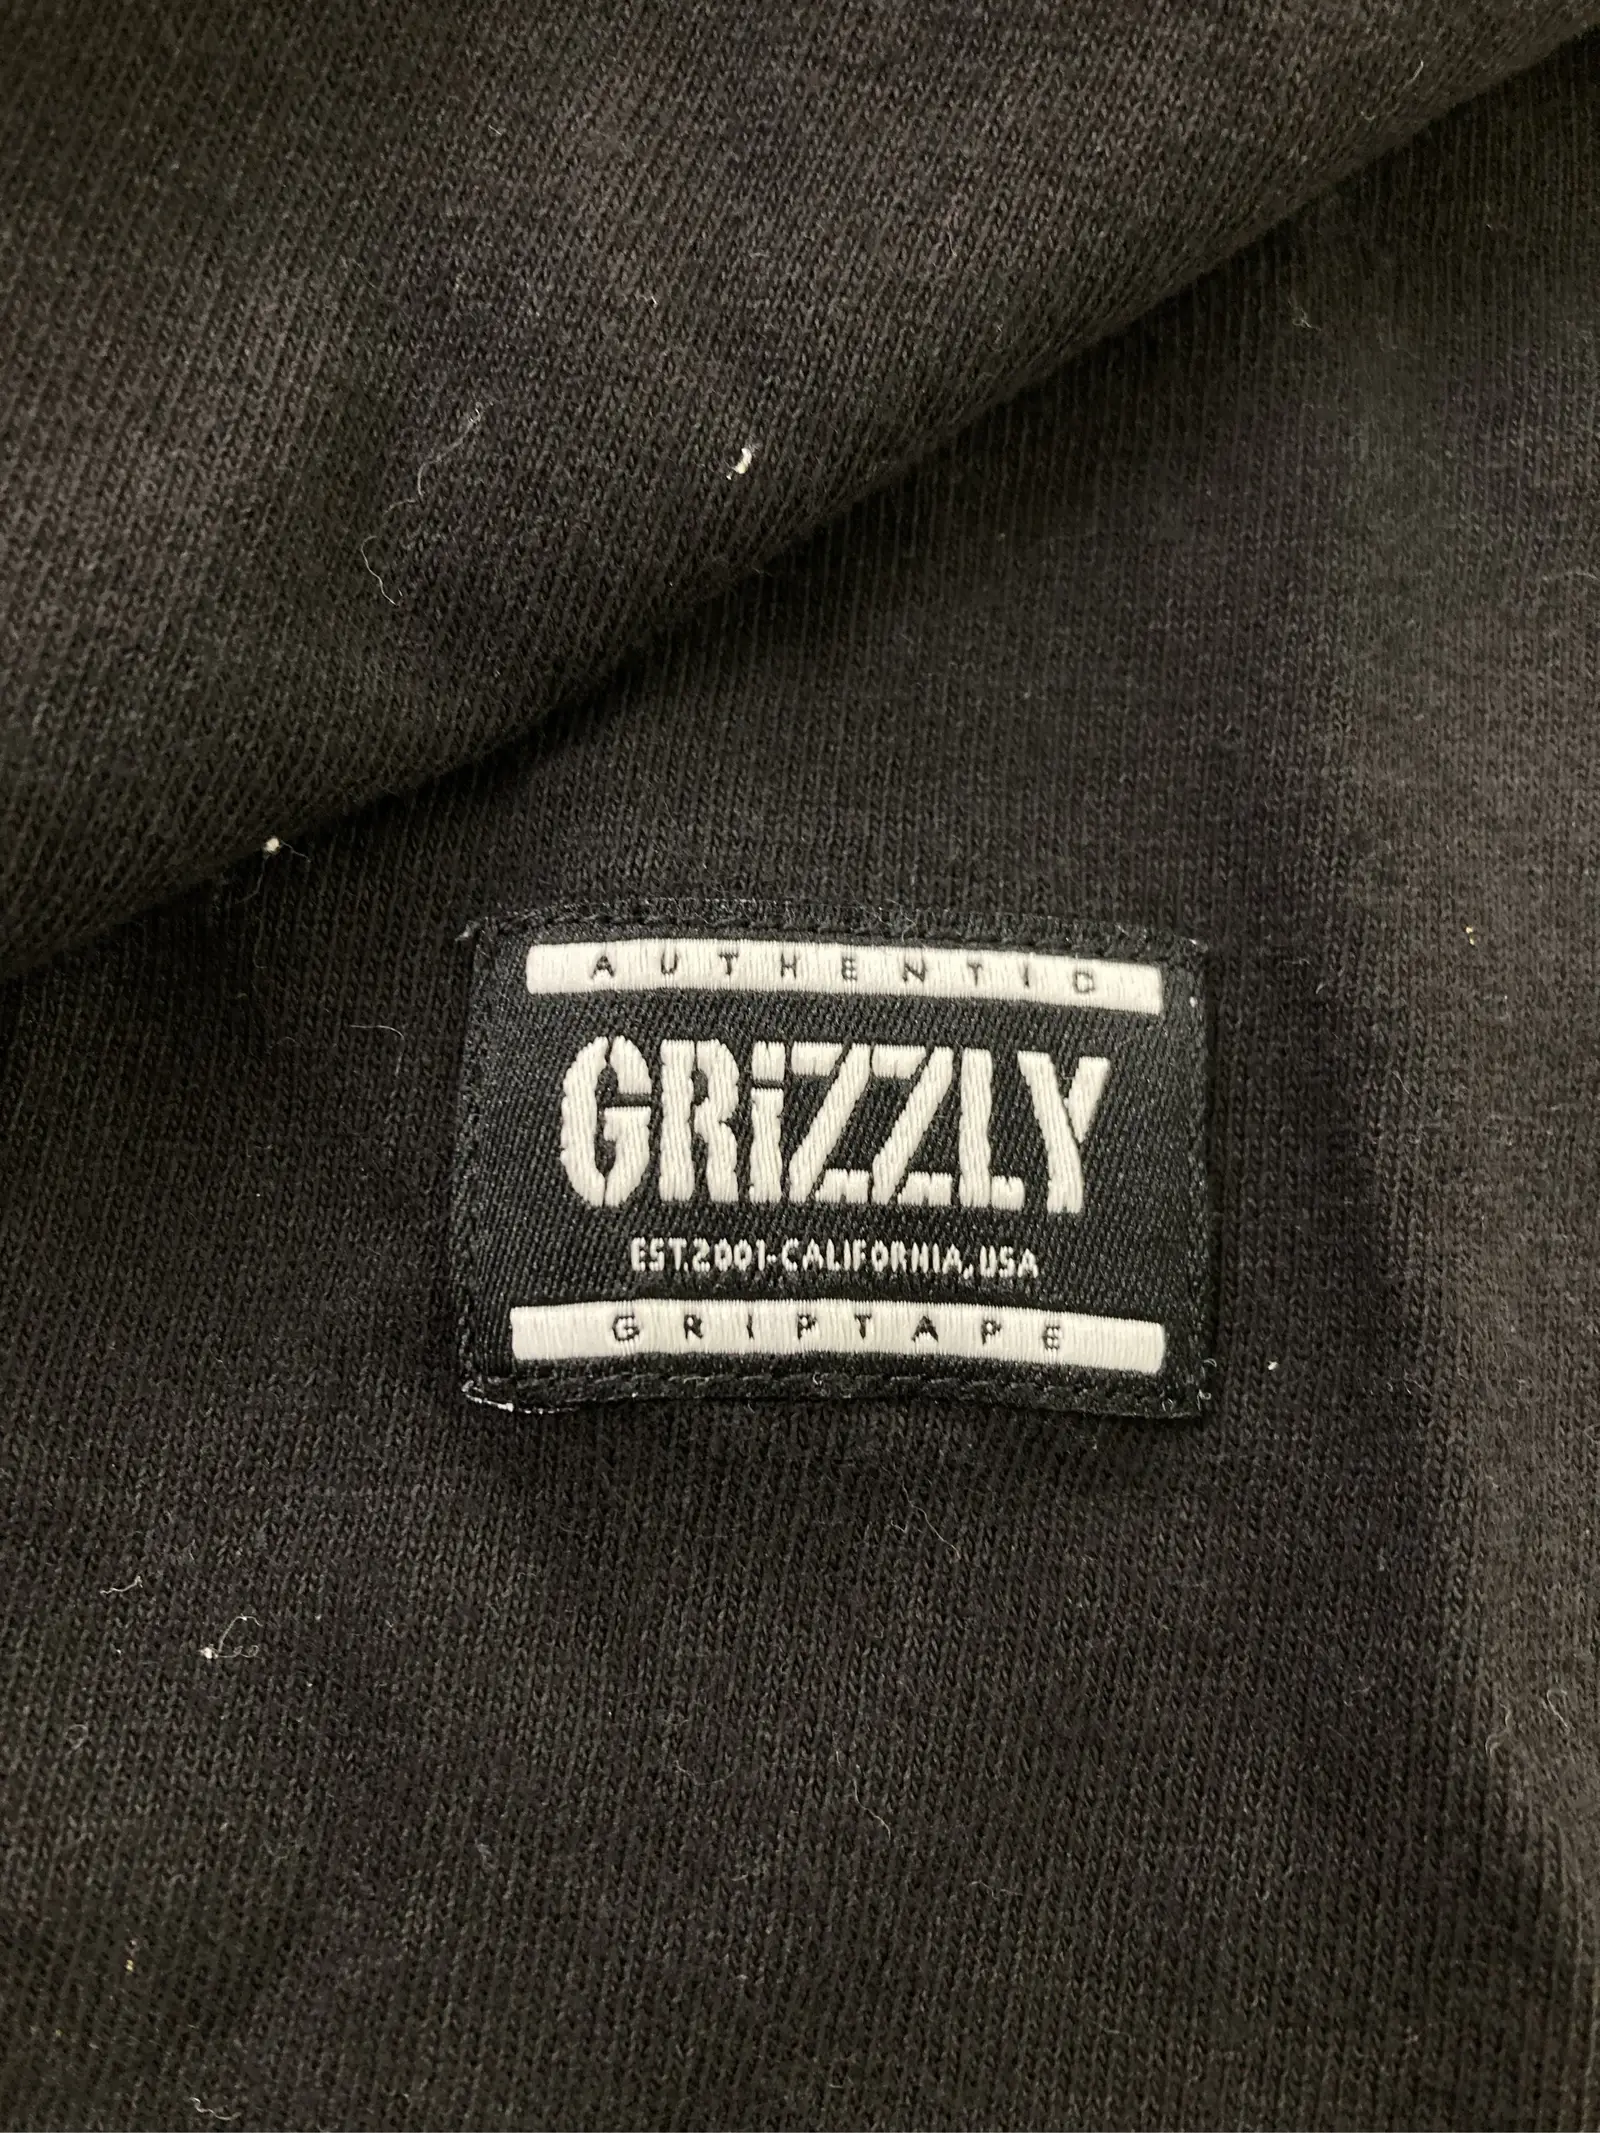 AUTHENTIC
GRiZZLY
EST.2001-CALIFORNIA, USA
GRIPTAPE